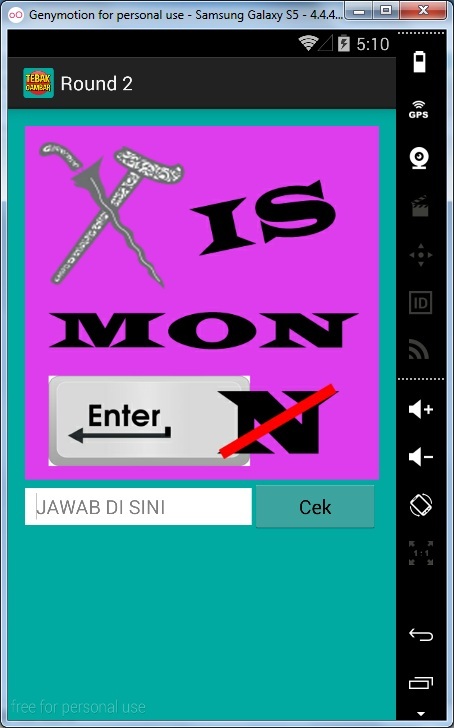 Genymotion for personal use - Samsung Galaxy S5 - 4.4.4...
5:10
TEBAK
GAMBAR
Round 2
GPS
IS
MON
ID
Enter
N
JAWAB DI SINI
Cek
1:1
free for personal use